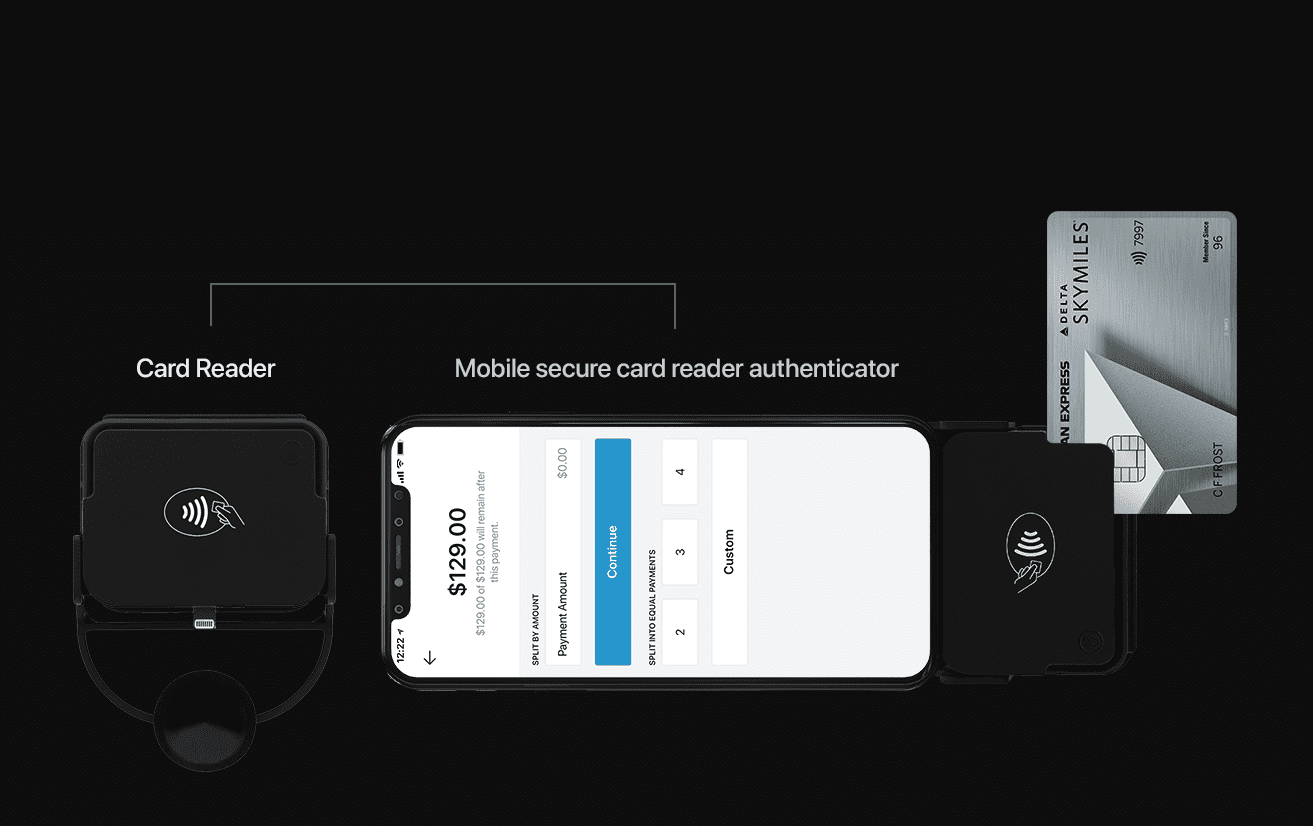 Card Reader
Mobile secure card reader authenticator
12:22
$129.00
$129.00 of $129.00 will remain after
this payment.
SPLIT BY AMOUNT
Payment Amount $0.00
Continue
SPLIT INTO EQUAL PAYMENTS
2 3 4
Custom
AN EXPRESS
DELTA
SKYMILES
7997
Member Since
96
C F FROST